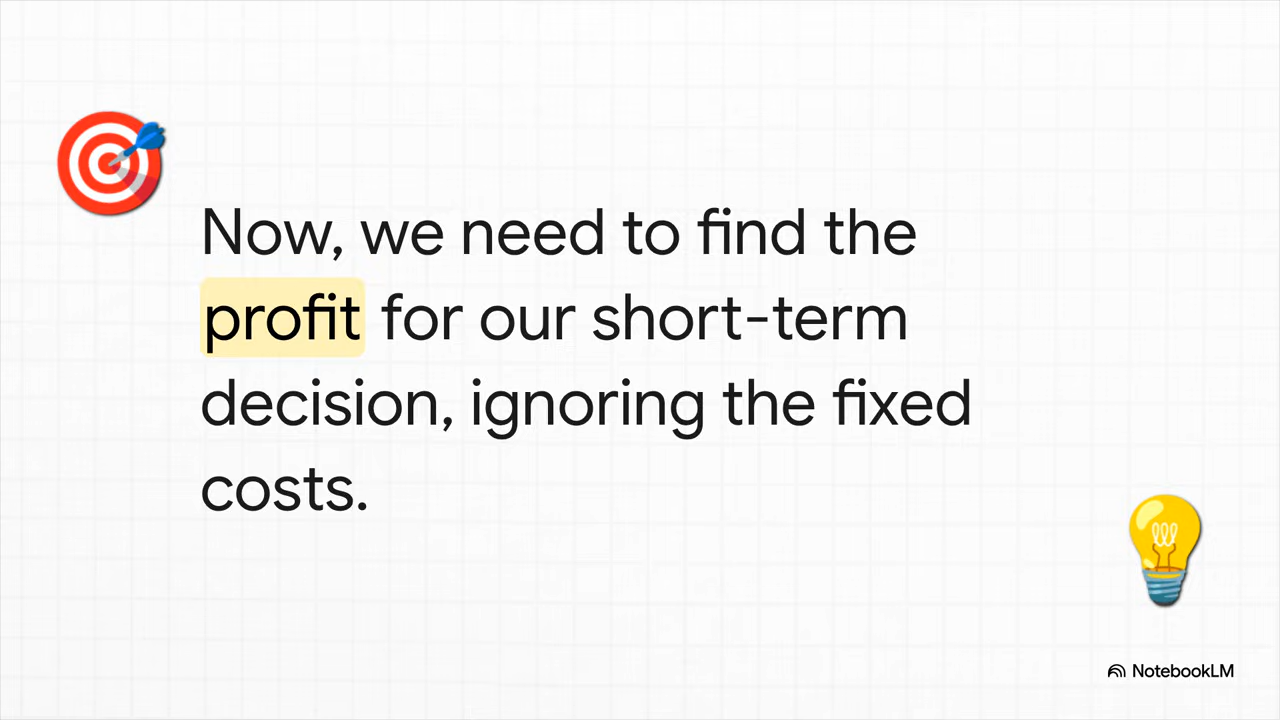 Now, we need to find the
profit for our short-term
decision, ignoring the fixed
costs.
NotebookLM